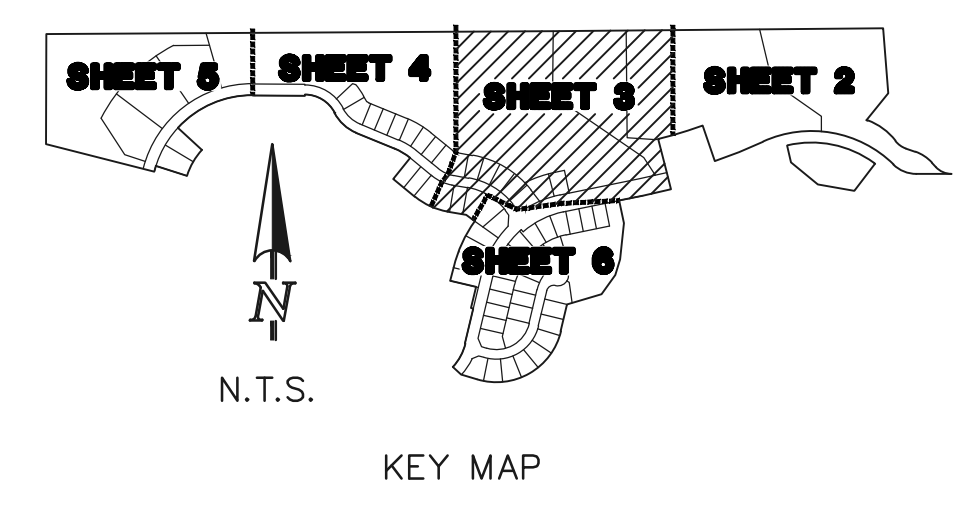 SHEET 5
SHEET 4
SHEET 3
SHEET 2
SHEET 6
N
N.T.S.
KEY MAP